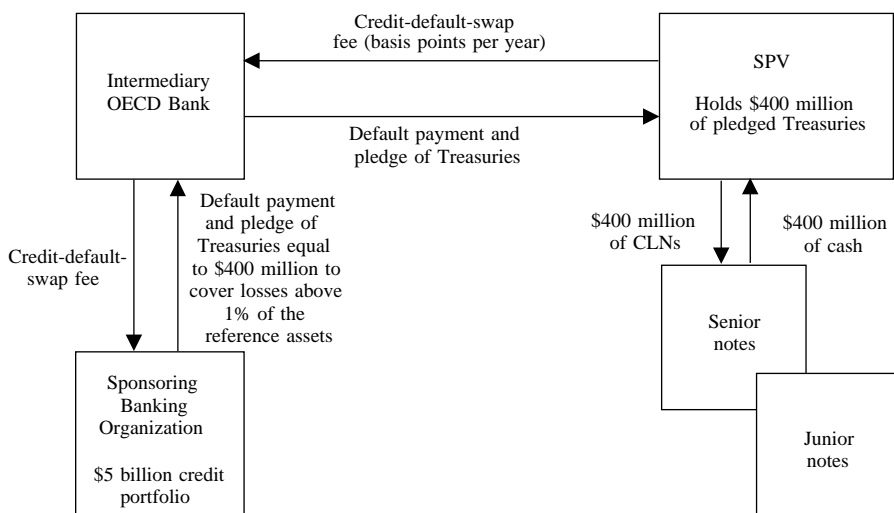 Credit-default-swap
fee (basis points per year)
Intermediary
OECD Bank
SPV
Holds $400 million
of pledged Treasuries
Default payment and
pledge of Treasuries
Credit-default-
swap fee
Default payment
and pledge of
Treasuries equal
to $400 million to
cover losses above
1% of the
reference assets
$400 million
of CLNs
$400 million
of cash
Senior
notes
Junior
notes
Sponsoring
Banking
Organization
$5 billion credit
portfolio